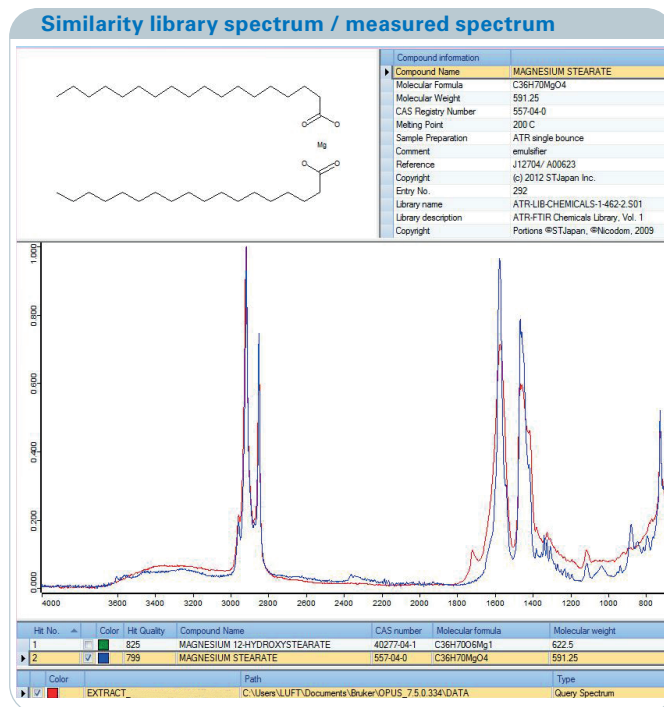 Similarity library spectrum / measured spectrum
O
O
Mg
O
O
Compound information
Compound Name MAGNESIUM STEARATE
Molecular Formula C36H70MgO4
Molecular Weight 591.25
CAS Registry Number 557-04-0
Melting Point 200 C
Sample Preparation ATR single bounce
Comment emulsifier
Reference J12704/ A00623
Copyright (c) 2012 STJapan Inc.
Entry No. 292
Library name ATR-LIB-CHEMICALS-1-462-2.S01
Library description ATR-FTIR Chemicals Library, Vol. 1
Copyright Portions ©STJapan, ©Nicodom, 2009
1.000
0.800
0.600
0.400
0.200
0.000
4000 3800 3400 3200 3000 2800 2600 2400 2200 2000 1800 1600 1400 1200 1000 800
Hit No. Color Hit Quality Compound Name CAS number Molecular formula Molecular weight
1 825 MAGNESIUM 12-HYDROXYSTEARATE 40277-04-1 C36H70O6Mg1 622.5
2 799 MAGNESIUM STEARATE 557-04-0 C36H70MgO4 591.25
Color Path Type
EXTRACT_ C:\Users\LUFT\Documents\Bruker\OPUS_7.5.0.334\DATA Query Spectrum